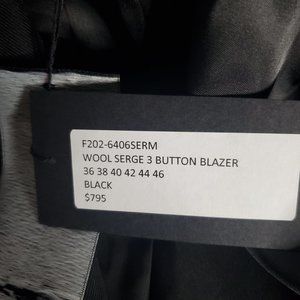 F202-6406SERM
WOOL SERGE 3 BUTTON BLAZER
36 38 40 42 44 46
BLACK
$795